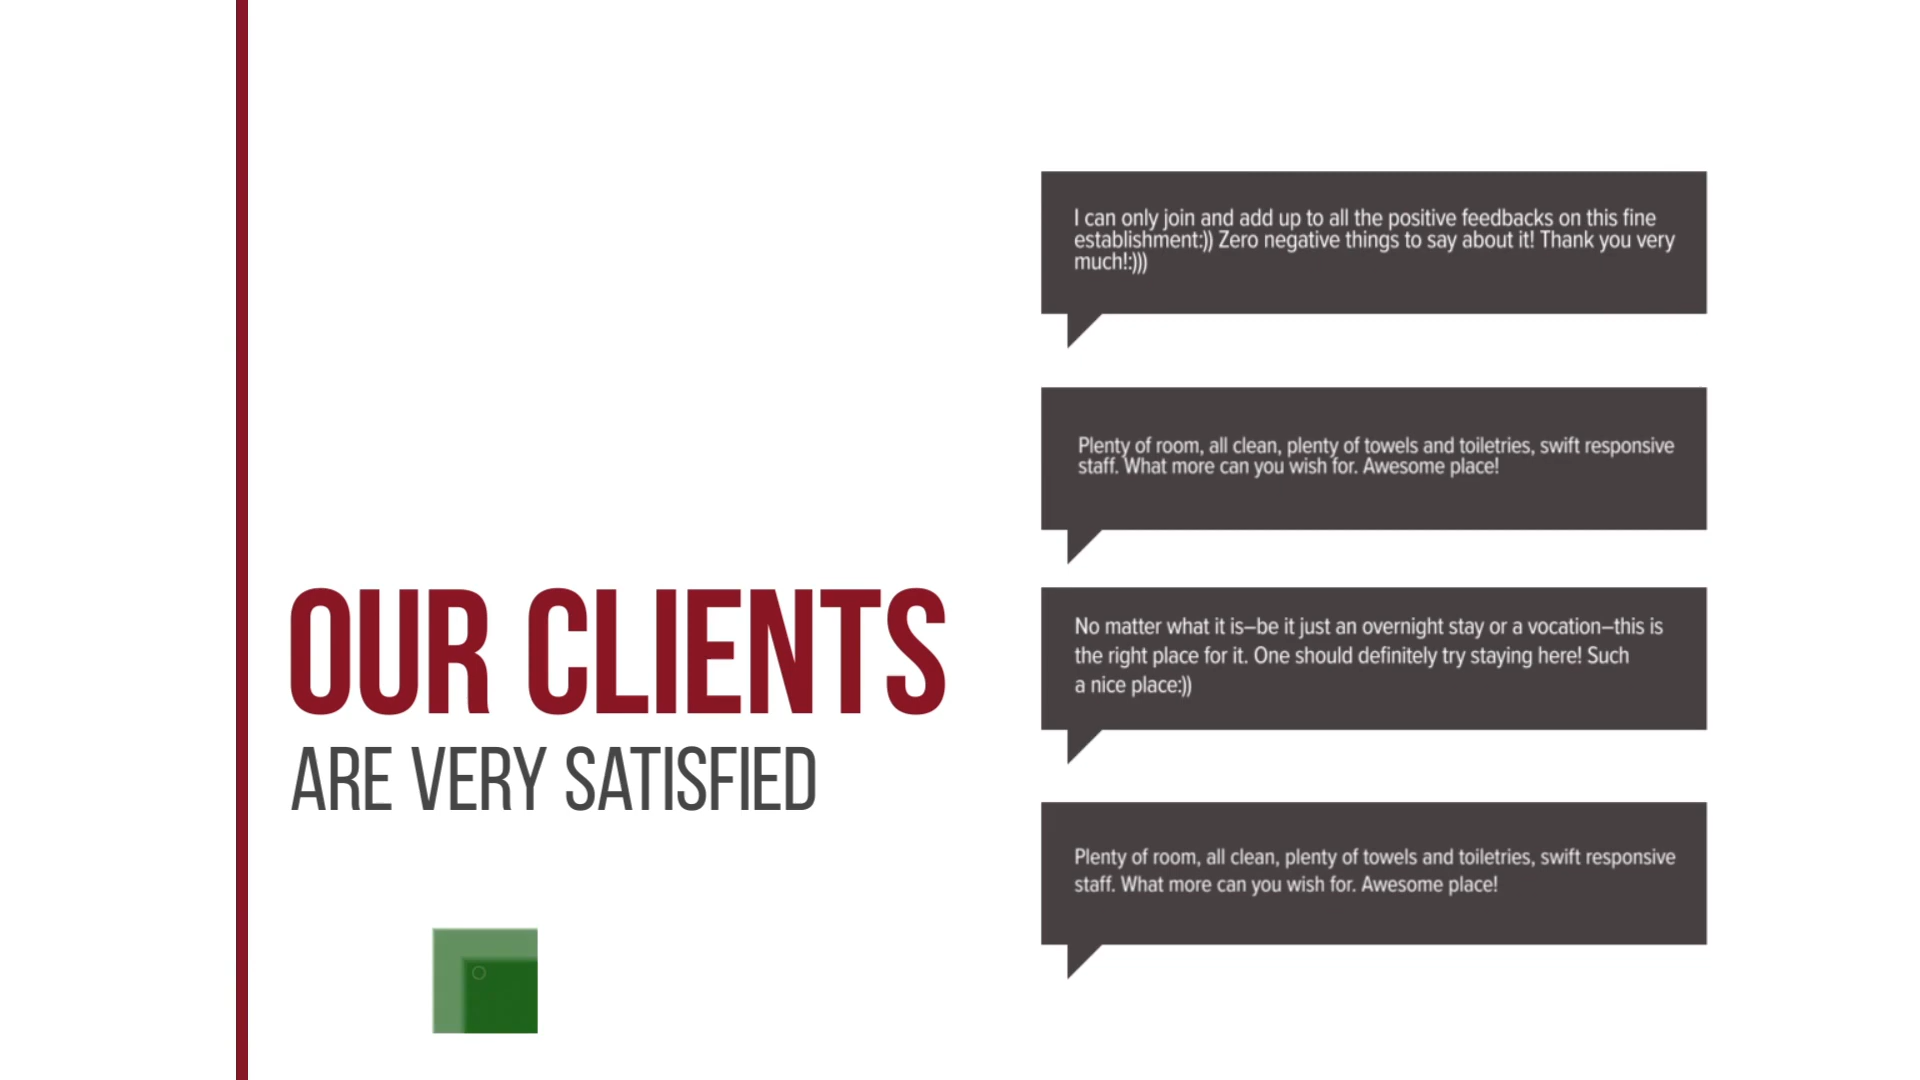 OUR CLIENTS
ARE VERY SATISFIED
I can only join and add up to all the positive feedbacks on this fine
establishment:)) Zero negative things to say about it! Thank you very
much!:)))
Plenty of room, all clean, plenty of towels and toiletries, swift responsive
staff. What more can you wish for. Awesome place!
No matter what it is–be it just an overnight stay or a vocation–this is
the right place for it. One should definitely try staying here! Such
a nice place:))
Plenty of room, all clean, plenty of towels and toiletries, swift responsive
staff. What more can you wish for. Awesome place!